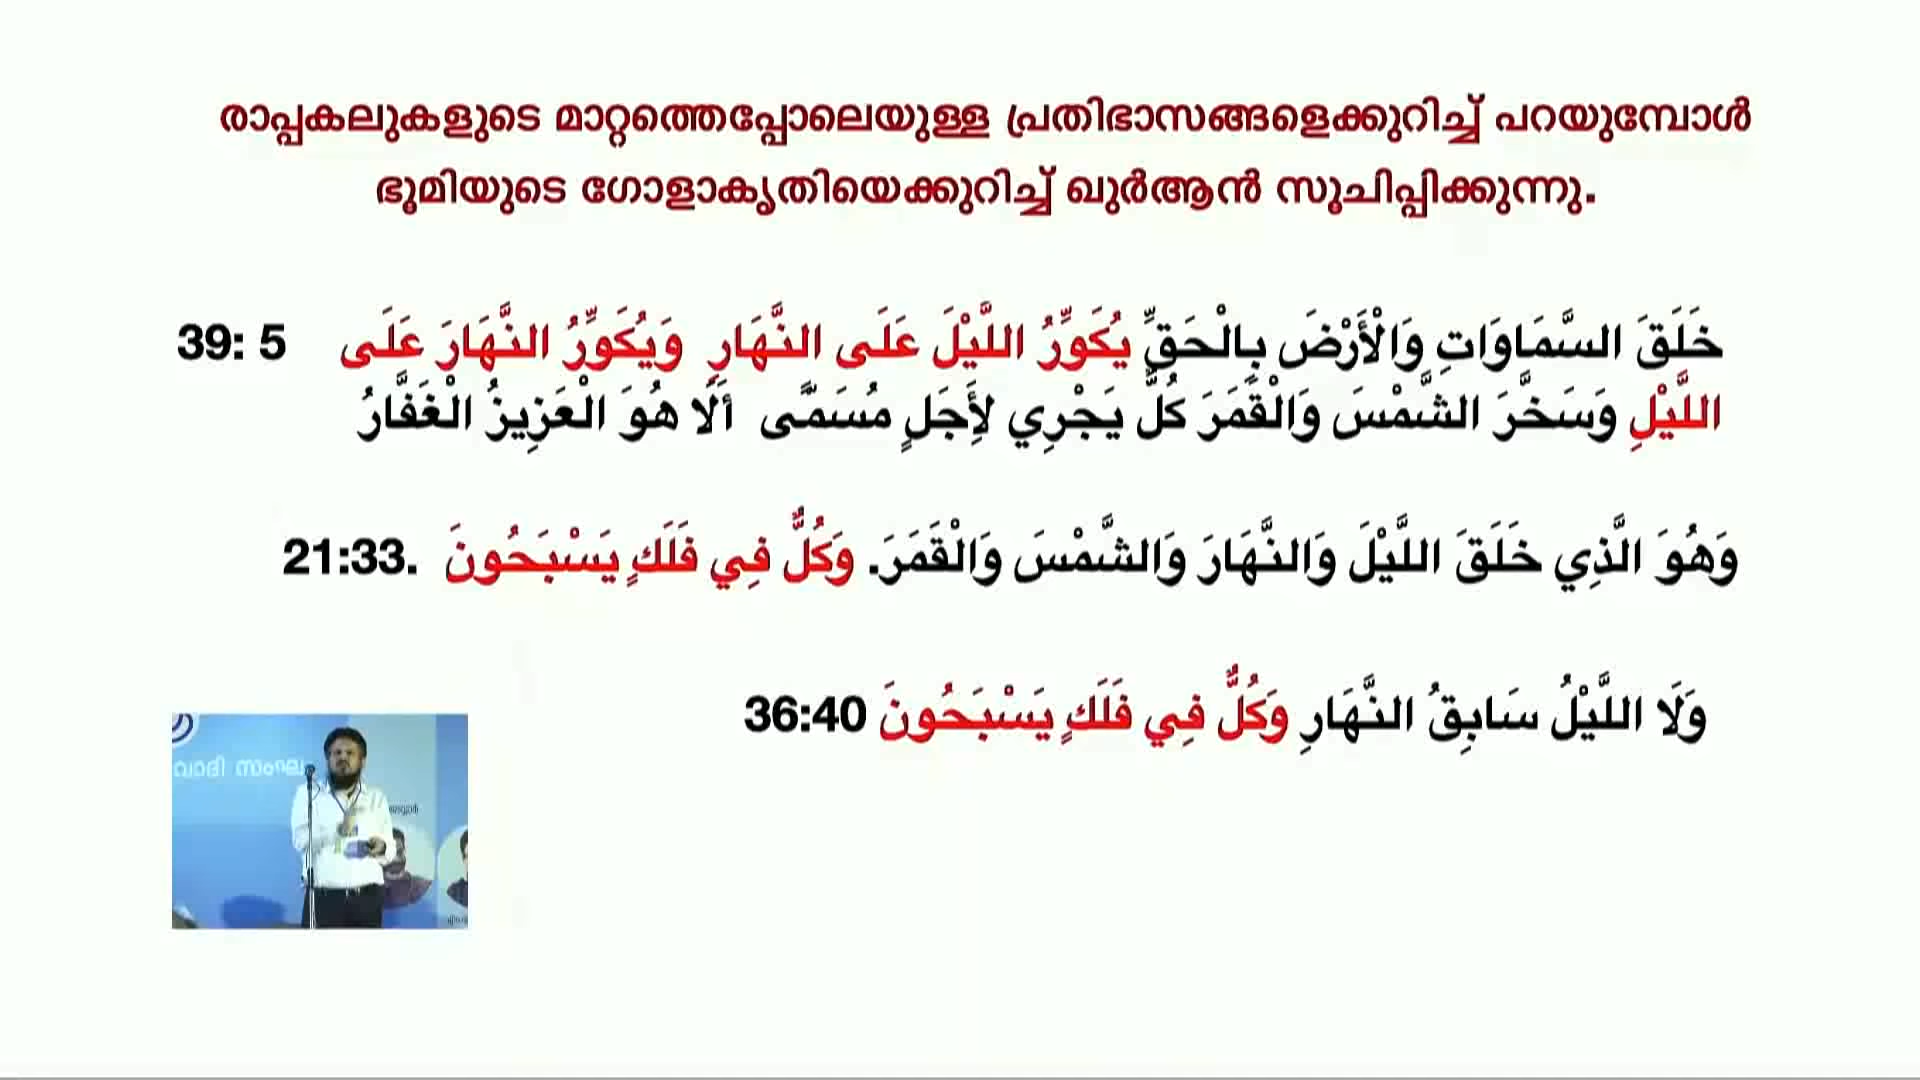 രാപ്പകലുകളുടെ മാറ്റത്തെപ്പോലെയുള്ള പ്രതിഭാസങ്ങളെക്കുറിച്ച് പറയുമ്പോൾ
ഭൂമിയുടെ ഗോളാകൃതിയെക്കുറിച്ച് ഖുർആൻ സൂചിപ്പിക്കുന്നു.
خَلَقَ السَّمَاوَاتِ وَالْأَرْضَ بِالْحَقِّ يُكَوِّرُ اللَّيْلَ عَلَى النَّهَارِ وَيُكَوِّرُ النَّهَارَ عَلَى 39: 5
اللَّيْلِ وَسَخَّرَ الشَّمْسَ وَالْقَمَرَ كُلٌّ يَجْرِي لِأَجَلٍ مُسَمًّى أَلَا هُوَ الْعَزِيزُ الْغَفَّارُ
وَهُوَ الَّذِي خَلَقَ اللَّيْلَ وَالنَّهَارَ وَالشَّمْسَ وَالْقَمَرَ. وَكُلٌّ فِي فَلَكٍ يَسْبَحُونَ 21:33.
وَلَا اللَّيْلُ سَابِقُ النَّهَارِ وَكُلٌّ فِي فَلَكٍ يَسْبَحُونَ 36:40
വാദി സംഘ